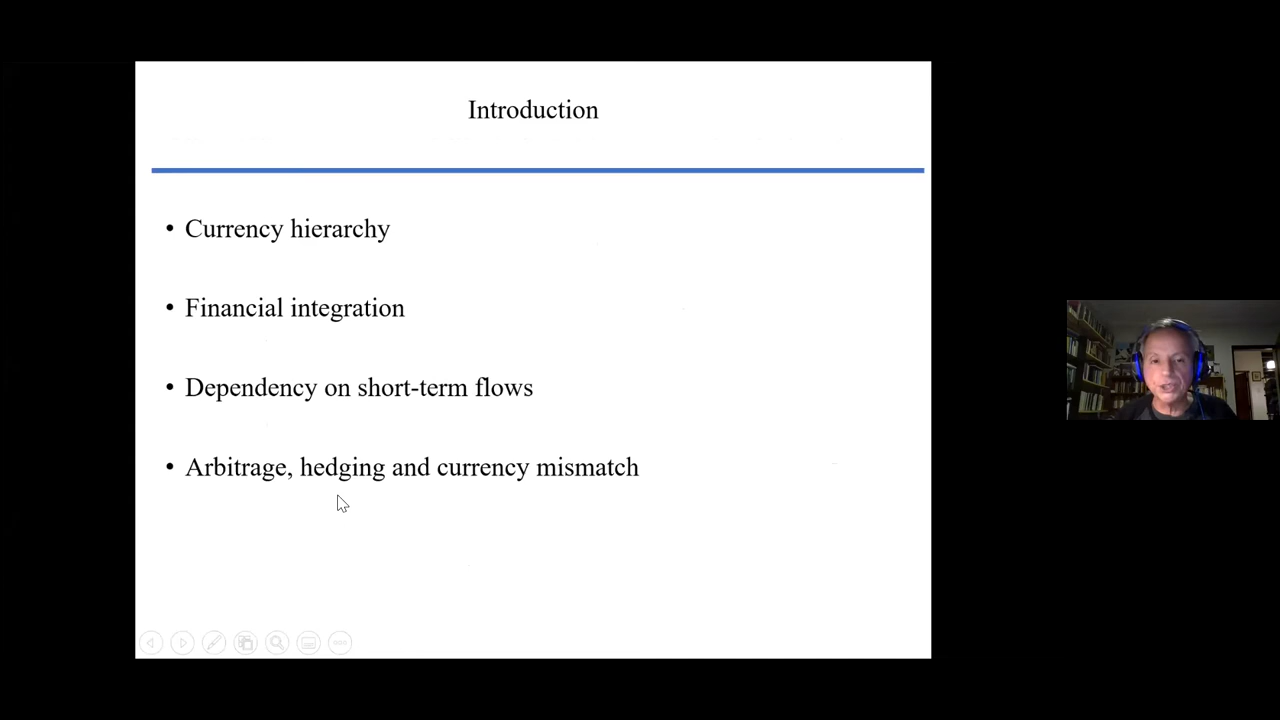 Introduction
• Currency hierarchy
• Financial integration
• Dependency on short-term flows
• Arbitrage, hedging and currency mismatch